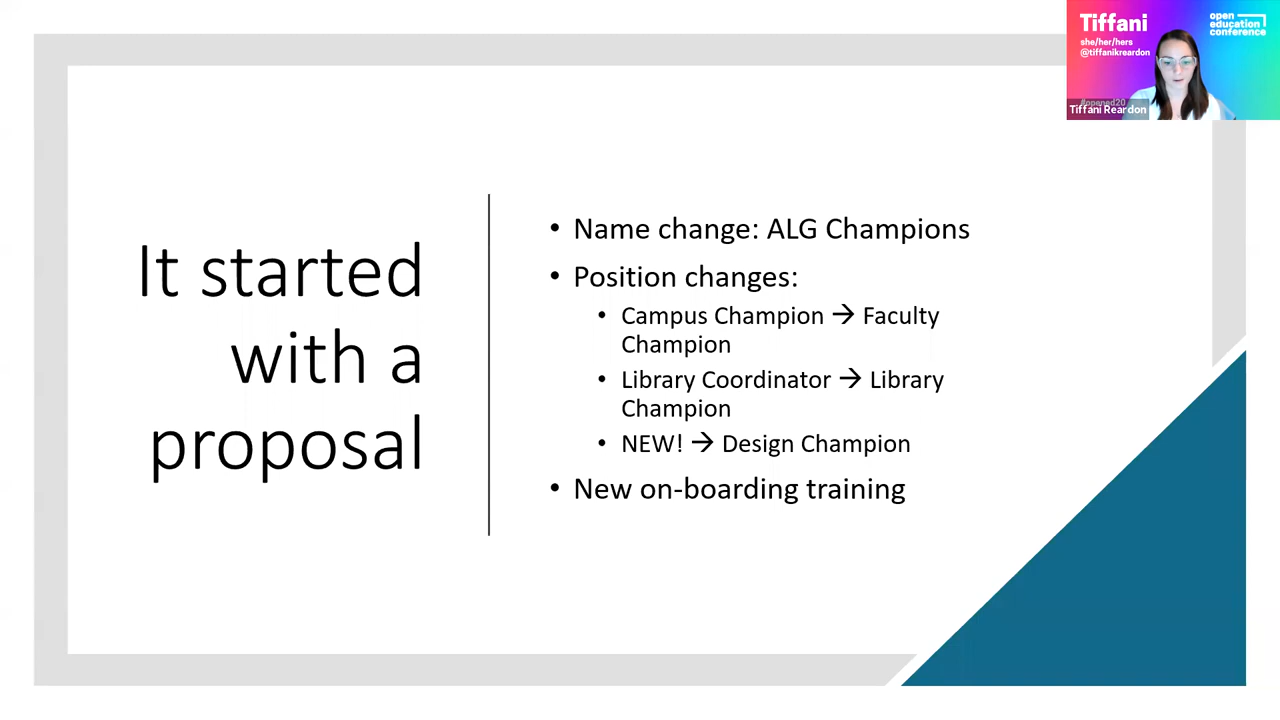 Tiffani
she/her/hers
@tiffanikreardon
open
education
conference
#opened20
Tiffani Reardon
It started
with a
proposal
• Name change: ALG Champions
• Position changes:
• Campus Champion → Faculty
Champion
• Library Coordinator → Library
Champion
• NEW! → Design Champion
• New on-boarding training